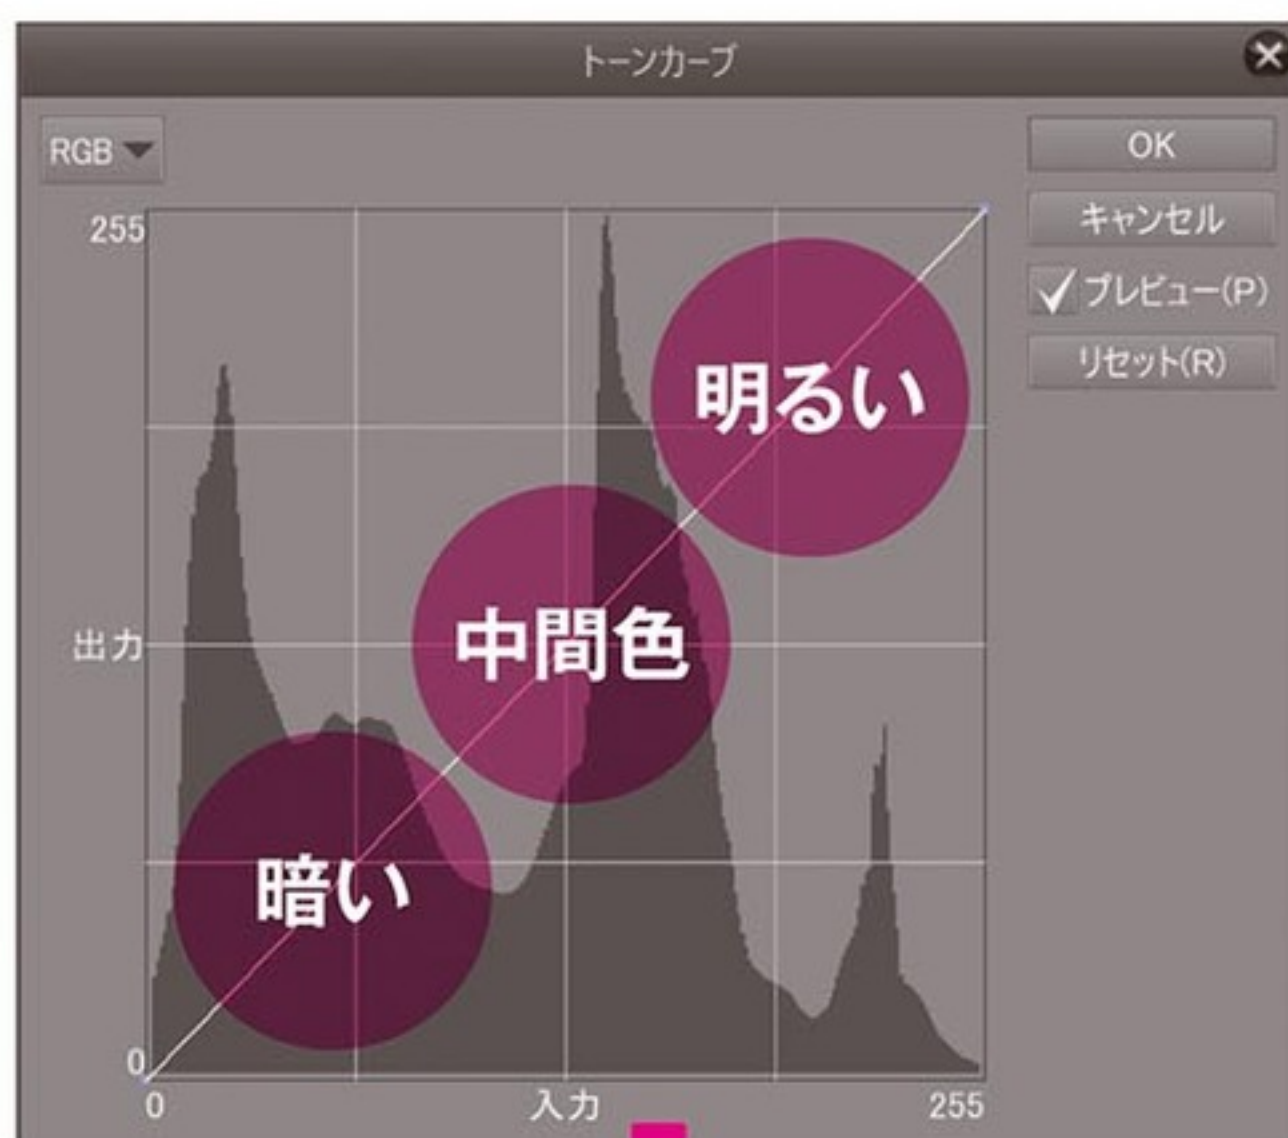 トーンカーブ
RGB
OK
255
キャンセル
プレビュー(P)
リセット(R)
明るい
中間色
出力
暗い
0
0
入力
255